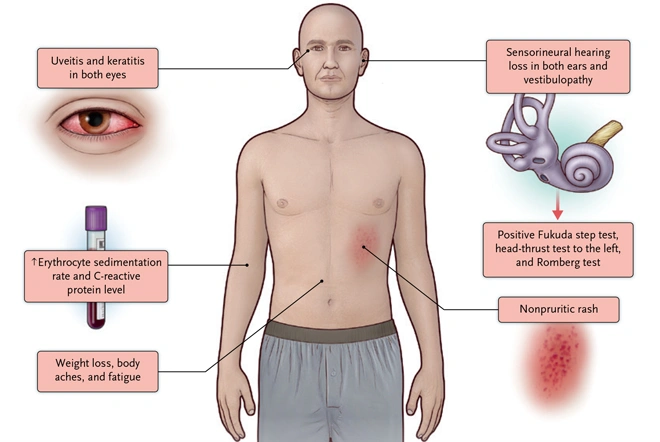 Uveitis and keratitis
in both eyes
Sensorineural hearing
loss in both ears and
vestibulopathy
↑Erythrocyte sedimentation
rate and C-reactive
protein level
Positive Fukuda step test,
head-thrust test to the left,
and Romberg test
Nonpruritic rash
Weight loss, body
aches, and fatigue